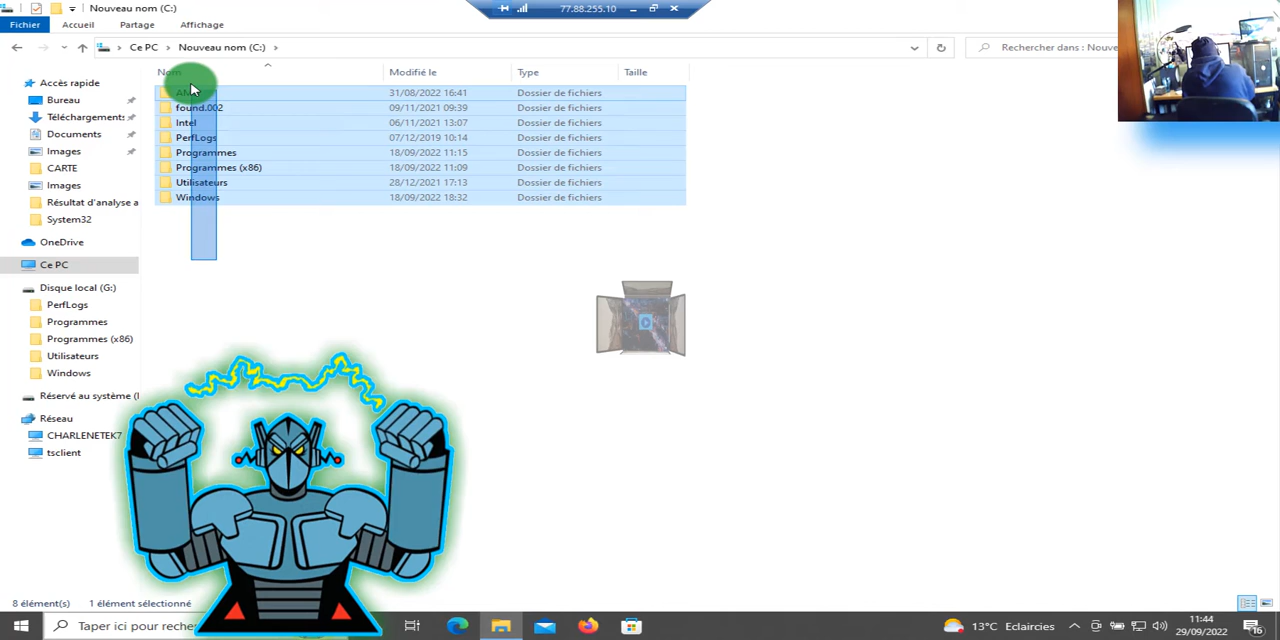 Nouveau nom (C:)
77.88.255.10
Fichier Accueil Partage Affichage
Ce PC > Nouveau nom (C:) >
Rechercher dans : Nouve
Modifié le Type Taille
Accès rapide
Bureau
Téléchargements
Documents
Images
CARTE
Images
Résultat d'analyse a
System32
OneDrive
Ce PC
Disque local (G:)
PerfLogs
Programmes
Programmes (x86)
Utilisateurs
Windows
Réservé au système (
Réseau
CHARLENETEK7
tsclient
31/08/2022 16:41 Dossier de fichiers
found.002 09/11/2021 09:39 Dossier de fichiers
Intel 06/11/2021 13:07 Dossier de fichiers
PerfLogs 07/12/2019 10:14 Dossier de fichiers
Programmes 18/09/2022 11:15 Dossier de fichiers
Programmes (x86) 18/09/2022 11:09 Dossier de fichiers
Utilisateurs 28/12/2021 17:13 Dossier de fichiers
Windows 18/09/2022 18:32 Dossier de fichiers
8 élément(s) 1 élément sélectionné
Taper ici pour recher
13°C Eclaircies
11:44
29/09/2022
16